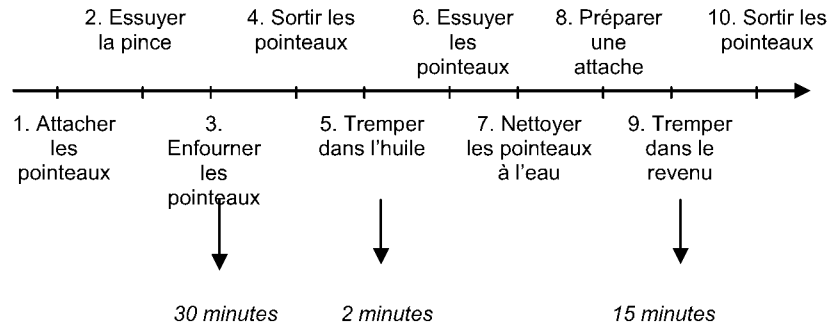 2. Essuyer
la pince
4. Sortir les
pointeaux
6. Essuyer
les
pointeaux
8. Préparer
une
attache
10. Sortir les
pointeaux
1. Attacher
les
pointeaux
3.
Enfourner
les
pointeaux
5. Tremper
dans l'huile
7. Nettoyer
les pointeaux
à l'eau
9. Tremper
dans le
revenu
30 minutes
2 minutes
15 minutes